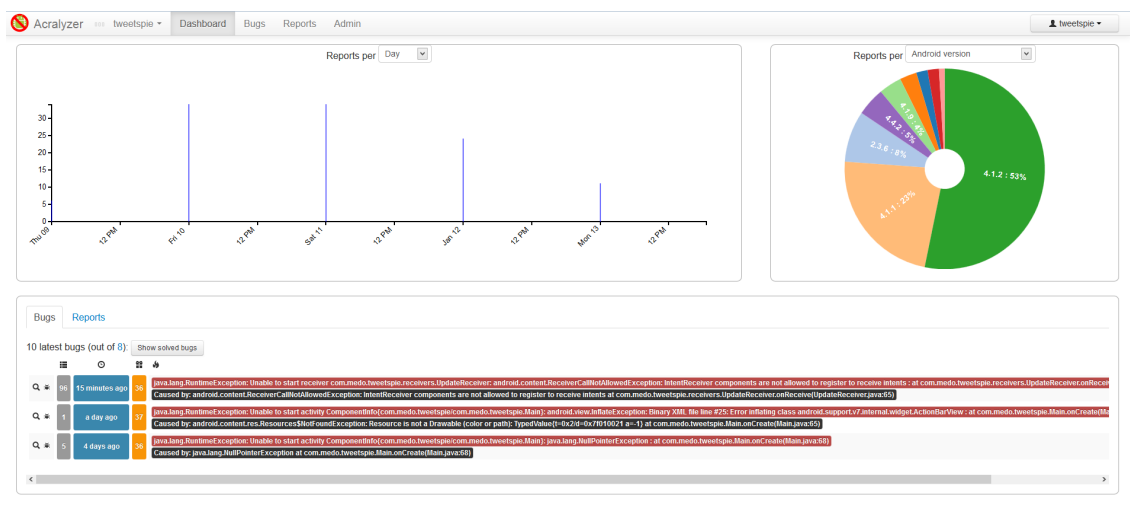 Acralyzer tweetspie Dashboard Bugs Reports Admin tweetspie
Reports per Day
30
25
20
15
10
5
0
Thu 09 12 PM Fri 10 12 PM Sat 11 12 PM Jan 12 12 PM Mon 13 12 PM
Reports per Android version
4.1.2 : 53%
4.1.1 : 23%
2.3.6 : 8%
4.4.2 : 5%
4.1.9 : 4%
Bugs Reports
10 latest bugs (out of 8): Show solved bugs
96 15 minutes ago 36 java.lang.RuntimeException: Unable to start receiver com.medo.tweetspie.receivers.UpdateReceiver: android.content.ReceiverCallNotAllowedException: IntentReceiver components are not allowed to register to receive intents : at com.medo.tweetspie.receivers.UpdateReceiver.onRecei
Caused by: android.content.ReceiverCallNotAllowedException: IntentReceiver components are not allowed to register to receive intents at com.medo.tweetspie.receivers.UpdateReceiver.onReceive(UpdateReceiver.java:65)
1 a day ago 37 java.lang.RuntimeException: Unable to start activity ComponentInfo{com.medo.tweetspie/com.medo.tweetspie.Main}: android.view.InflateException: Binary XML file line #25: Error inflating class android.support.v7.internal.widget.ActionBarView : at com.medo.tweetspie.Main.onCreate(Ma
Caused by: android.content.res.Resources$NotFoundException: Resource is not a Drawable (color or path): TypedValue{t=0x2/d=0x7f010021 a=-1} at com.medo.tweetspie.Main.onCreate(Main.java:65)
5 4 days ago 36 java.lang.RuntimeException: Unable to start activity ComponentInfo{com.medo.tweetspie/com.medo.tweetspie.Main}: java.lang.NullPointerException : at com.medo.tweetspie.Main.onCreate(Main.java:68)
Caused by: java.lang.NullPointerException at com.medo.tweetspie.Main.onCreate(Main.java:68)